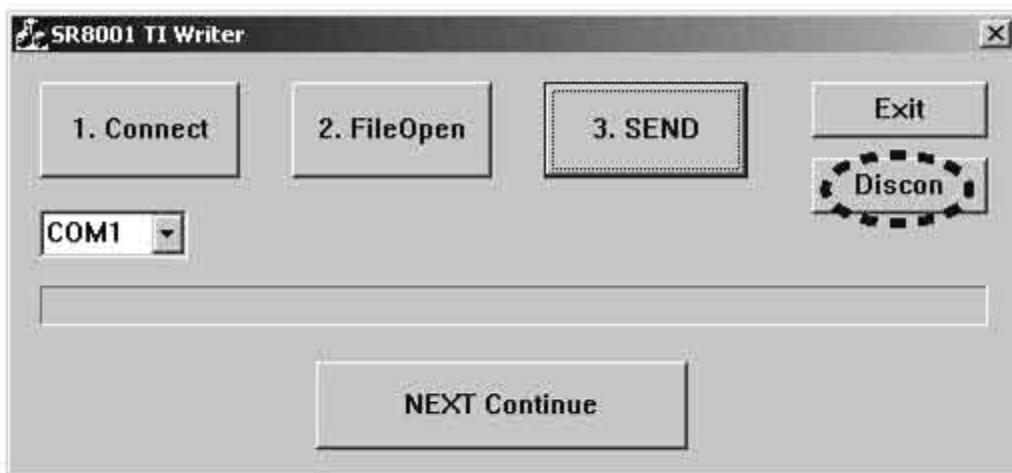 SR8001 TI Writer
1. Connect
2. FileOpen
3. SEND
Exit
Discon
COM1
NEXT Continue